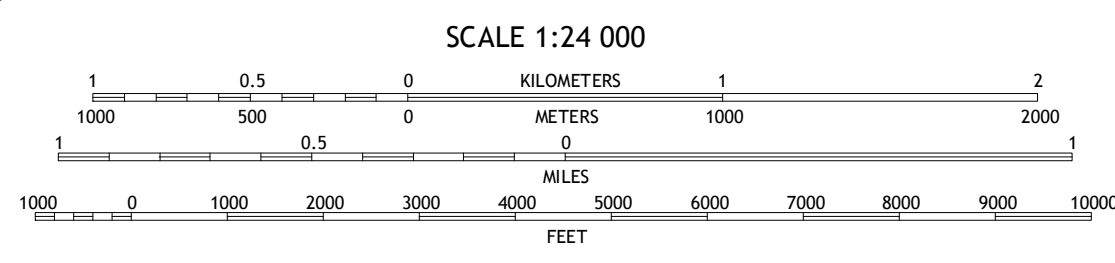 SCALE 1:24 000
1 0.5 0 KILOMETERS 1 2
1000 500 0 METERS 1000 2000
1 0.5 0 1
MILES
1000 0 1000 2000 3000 4000 5000 6000 7000 8000 9000 10000
FEET